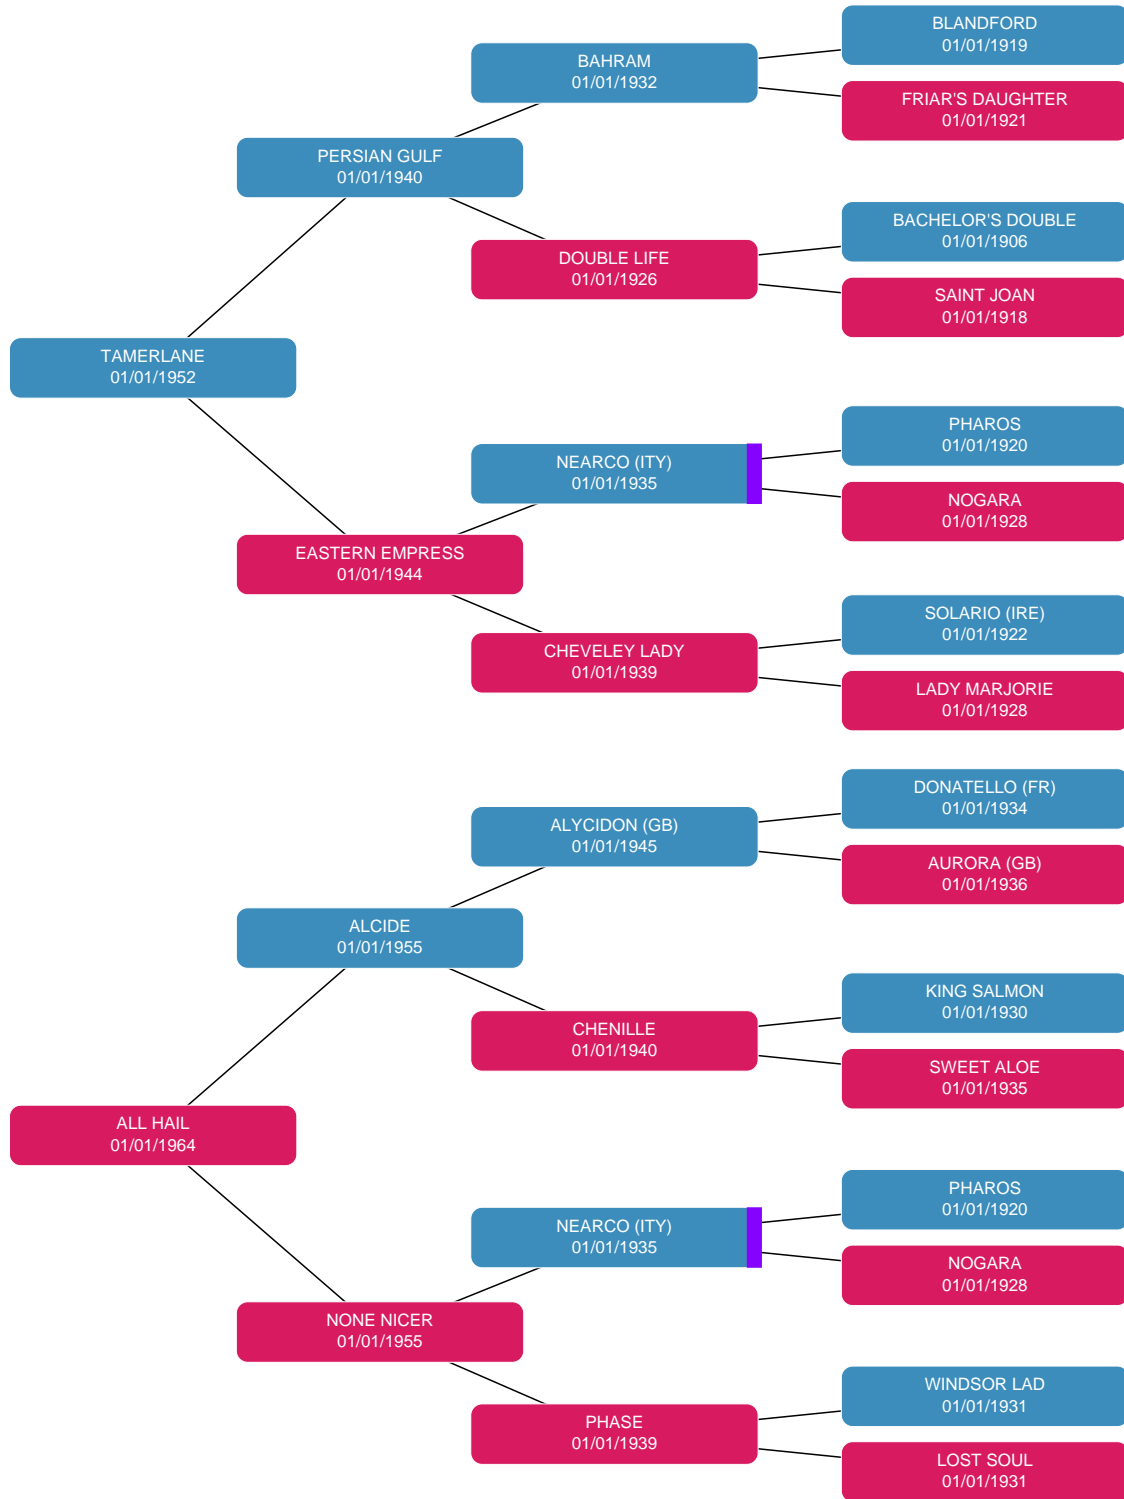 BLANDFORD
01/01/1919
BAHRAM
01/01/1932
FRIAR'S DAUGHTER
01/01/1921
PERSIAN GULF
01/01/1940
BACHELOR'S DOUBLE
01/01/1906
DOUBLE LIFE
01/01/1926
SAINT JOAN
01/01/1918
TAMERLANE
01/01/1952
PHAROS
01/01/1920
NEARCO (ITY)
01/01/1935
NOGARA
01/01/1928
EASTERN EMPRESS
01/01/1944
SOLARIO (IRE)
01/01/1922
CHEVELEY LADY
01/01/1939
LADY MARJORIE
01/01/1928
DONATELLO (FR)
01/01/1934
ALYCIDON (GB)
01/01/1945
AURORA (GB)
01/01/1936
ALCIDE
01/01/1955
KING SALMON
01/01/1930
CHENILLE
01/01/1940
SWEET ALOE
01/01/1935
ALL HAIL
01/01/1964
PHAROS
01/01/1920
NEARCO (ITY)
01/01/1935
NOGARA
01/01/1928
NONE NICER
01/01/1955
WINDSOR LAD
01/01/1931
PHASE
01/01/1939
LOST SOUL
01/01/1931